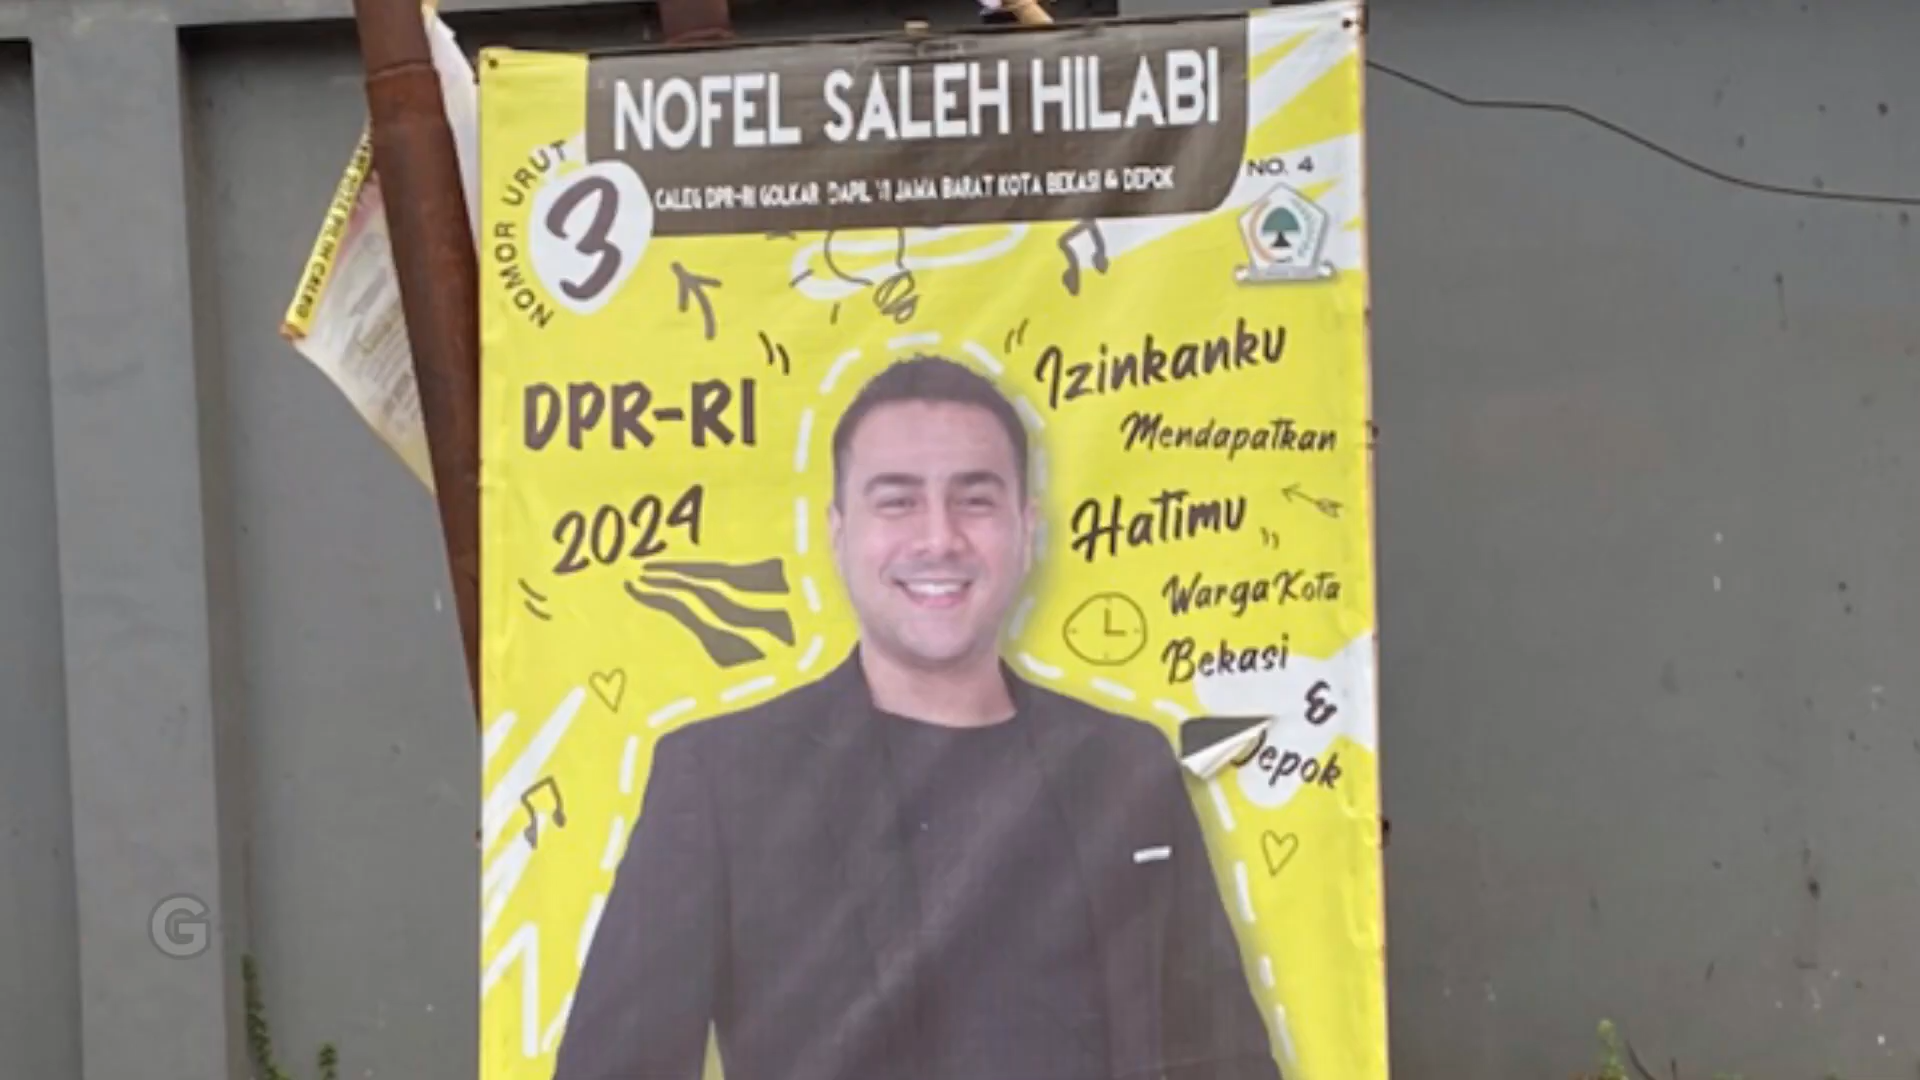 NOFEL SALEH HILABI
CALEG DPR-RI GOLKAR DAPIL VI JAWA BARAT KOTA BEKASI & DEPOK
NOMOR URUT
3
NO. 4
DPR-RI
2024
Izinkanku
Mendapatkan
Hatimu
Warga Kota
Bekasi
&
Depok
G